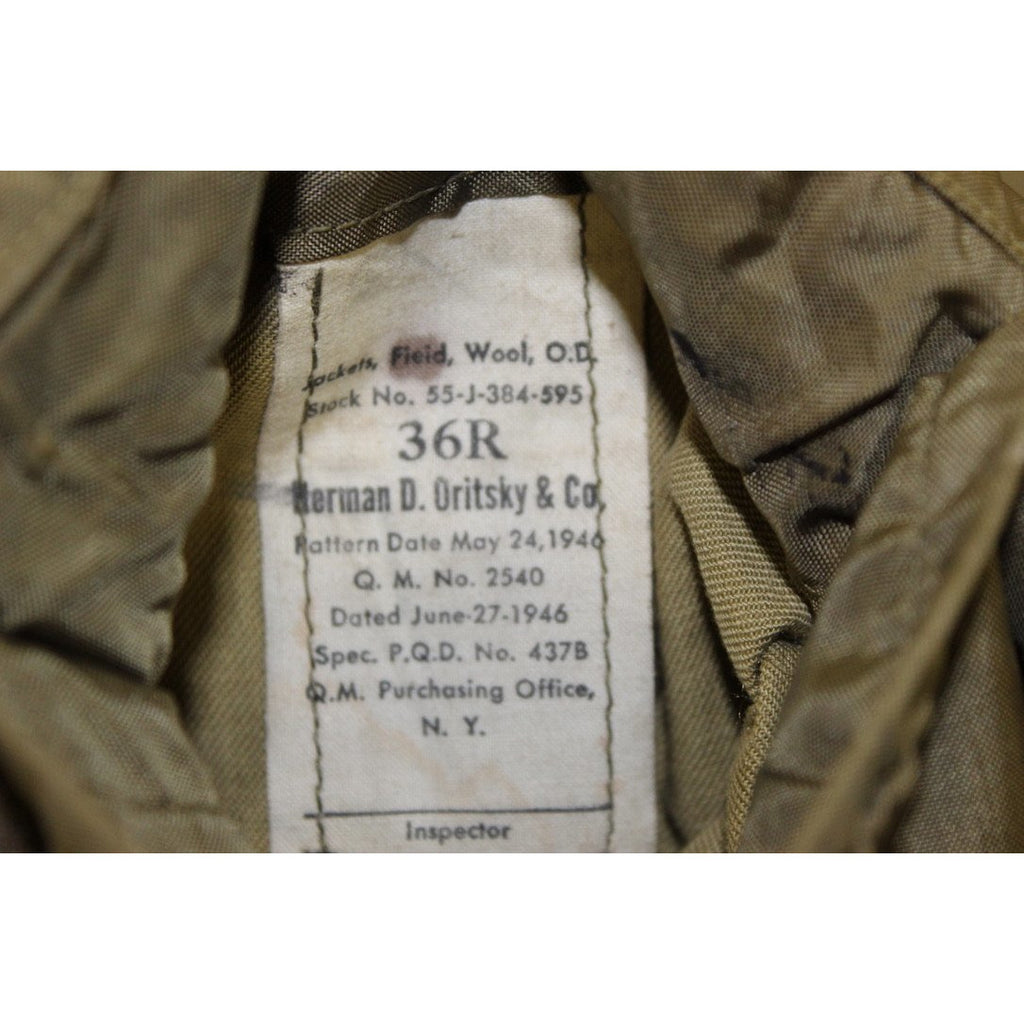 Jackets, Field, Wool, O.D.
Stock No. 55-J-384-595
36R
Herman D. Oritsky & Co.
Pattern Date May 24, 1946
Q. M. No. 2540
Dated June-27-1946
Spec. P.Q.D. No. 437B
Q.M. Purchasing Office,
N. Y.
Inspector